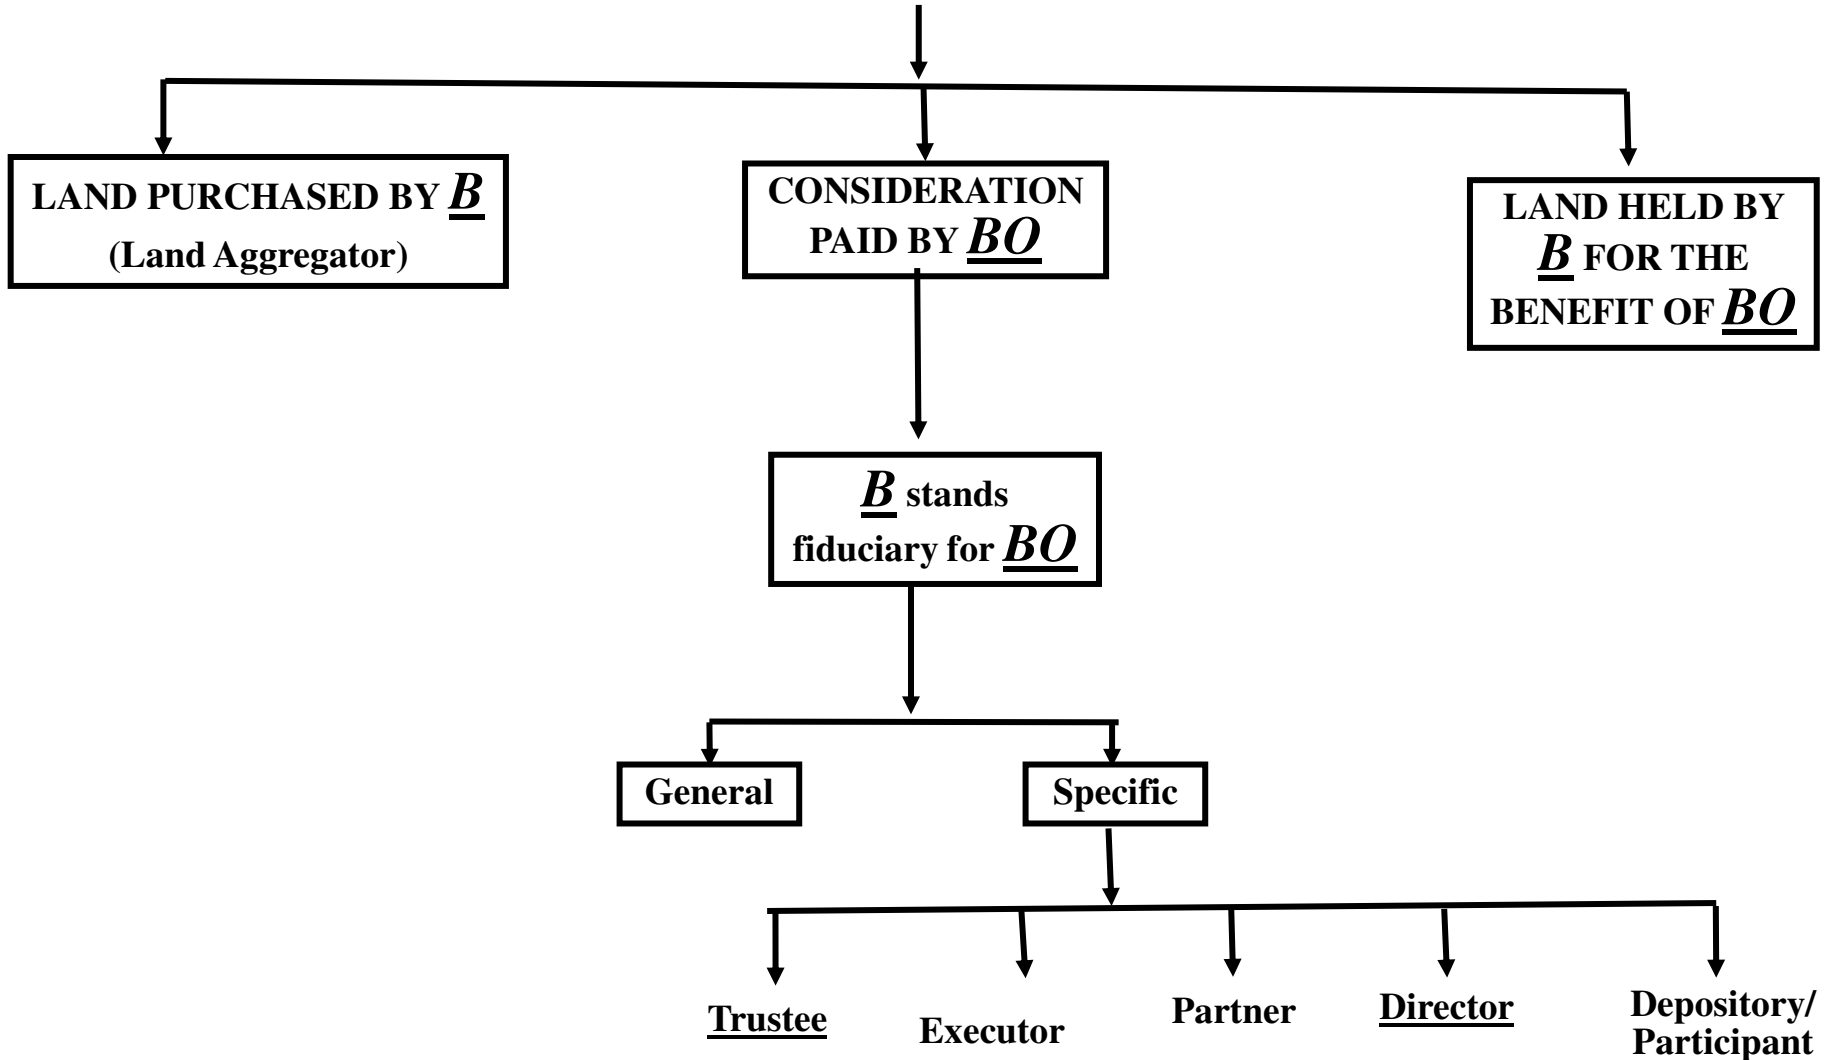 LAND PURCHASED BY B
(Land Aggregator)
CONSIDERATION
PAID BY BO
LAND HELD BY
B FOR THE
BENEFIT OF BO
B stands
fiduciary for BO
General
Specific
Trustee
Executor
Partner
Director
Depository/
Participant